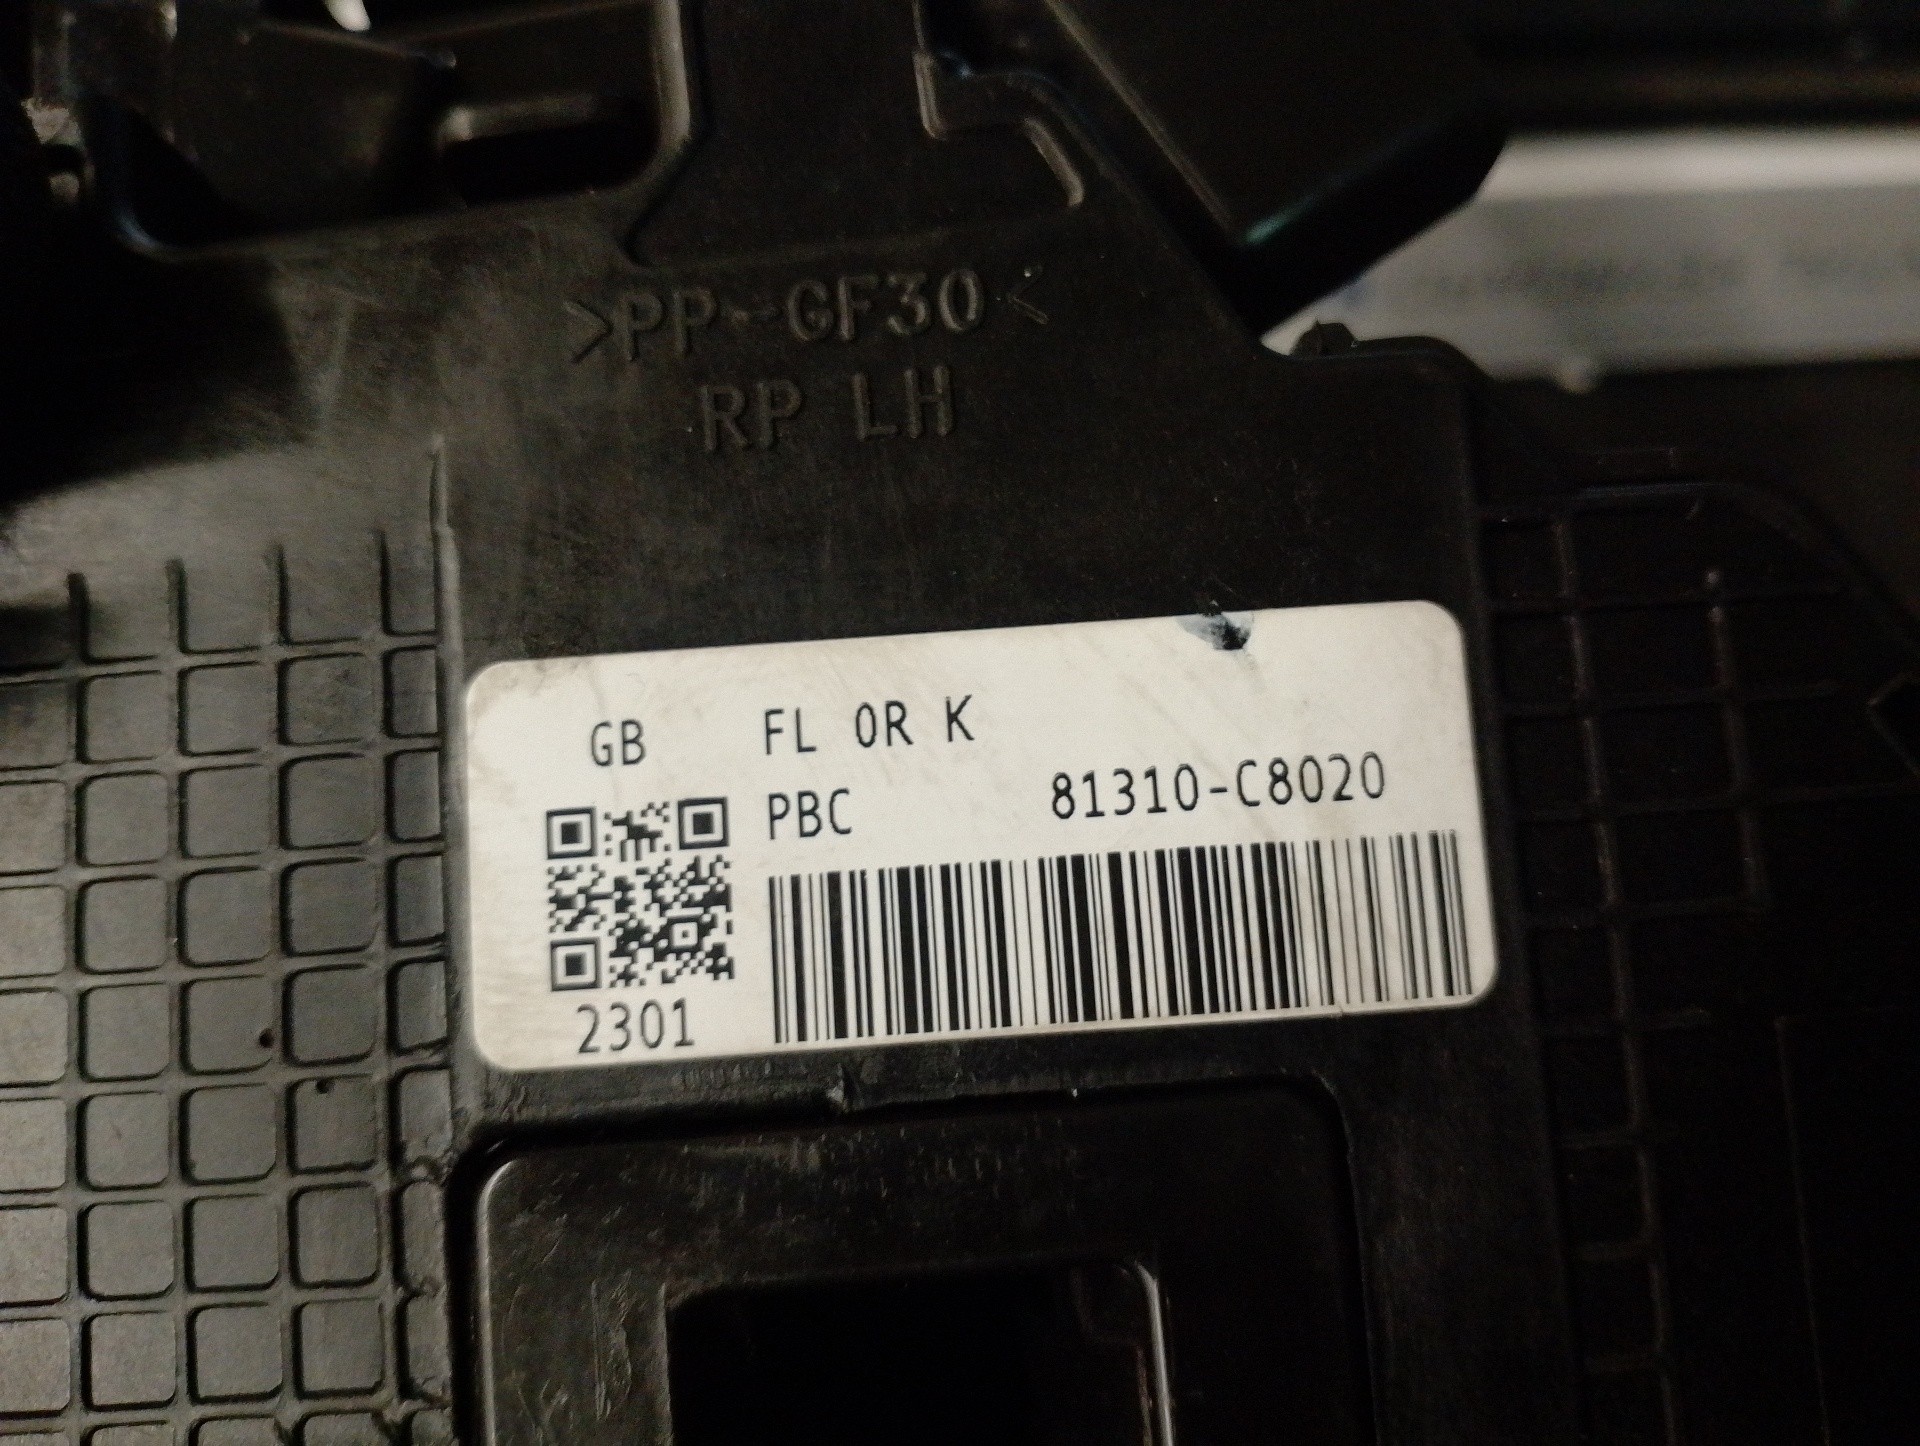 >PP-GF30<
RP LH
GB FL 0R K
PBC 81310-C8020
2301